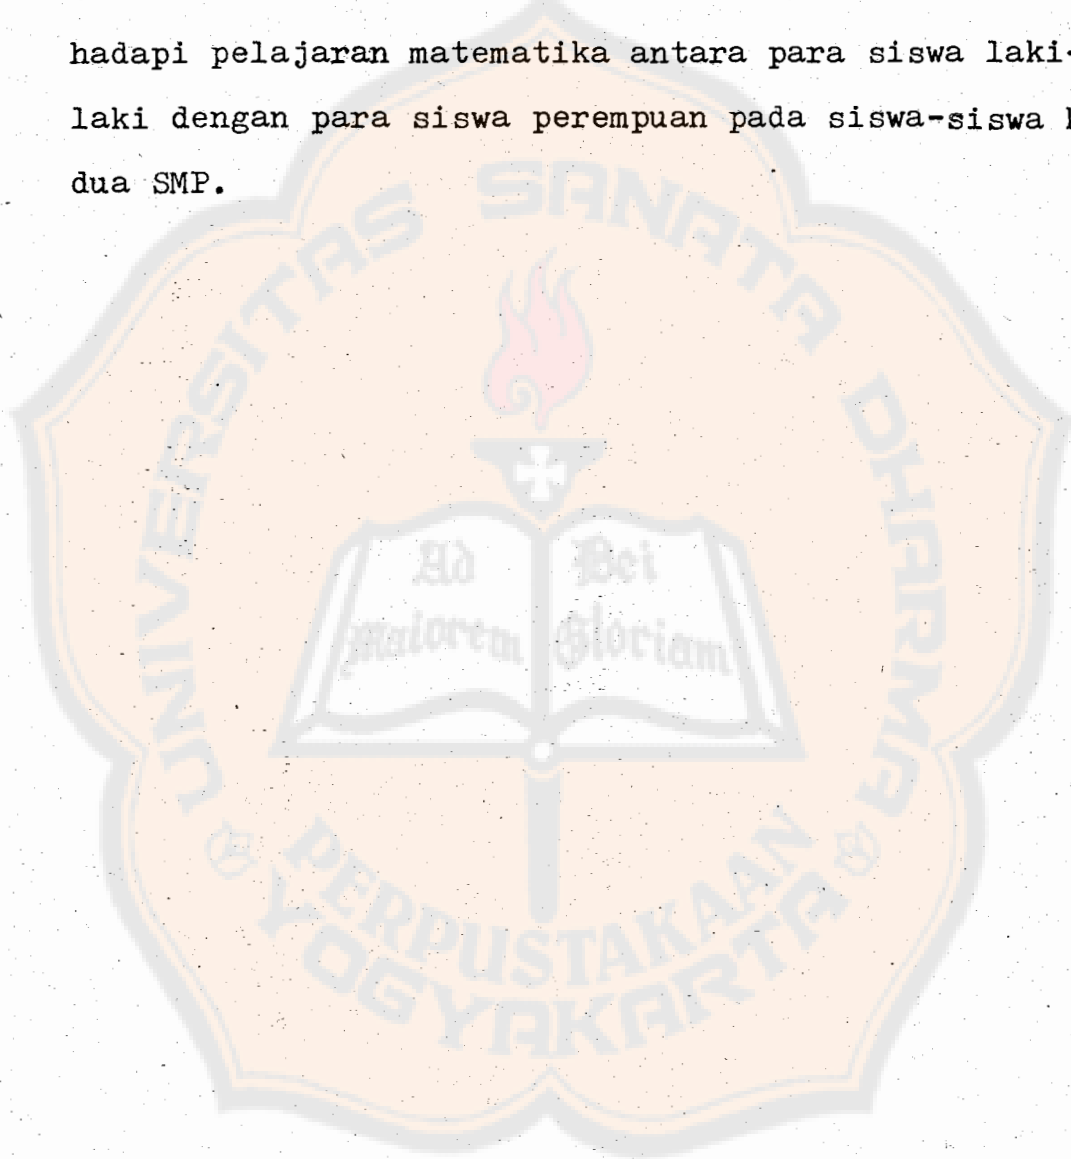 hadapi pelajaran matematika antara para siswa laki-
laki dengan para siswa perempuan pada siswa-siswa
dua SMP.
UNIVERSITAS SANATA DHARMA
Ad Dei
maiorem Gloriam
PERPUSTAKAAN
YOGYAKARTA